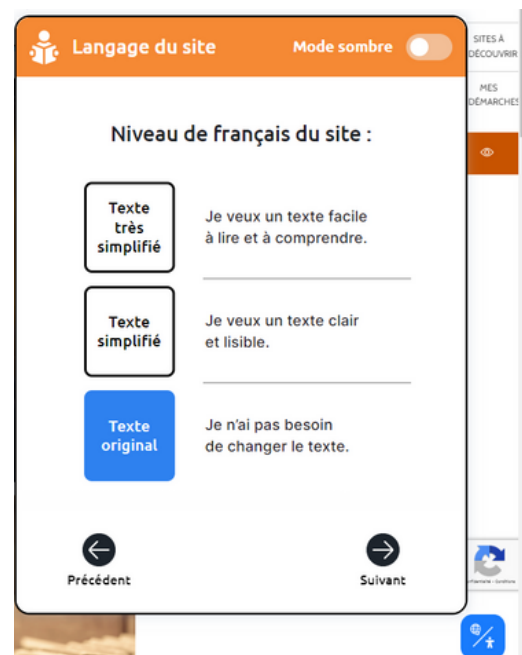 Langage du site
Mode sombre
SITES À
DÉCOUVRIR
MES
DÉMARCHES
Niveau de français du site :
Texte
très
simplifié
Je veux un texte facile
à lire et à comprendre.
Texte
simplifié
Je veux un texte clair
et lisible.
Texte
original
Je n'ai pas besoin
de changer le texte.
Précédent
Suivant